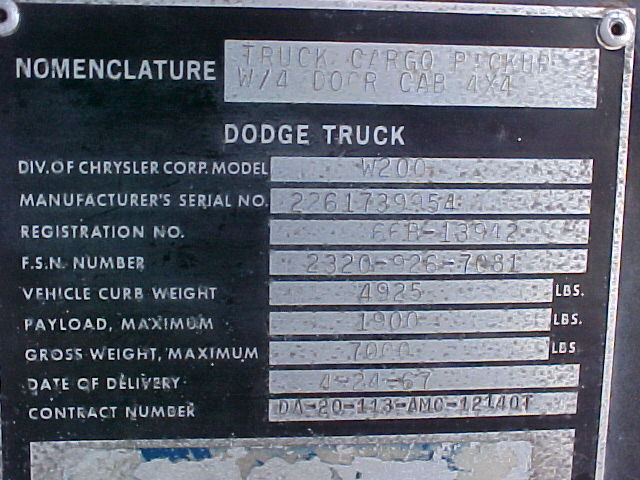 NOMENCLATURE TRUCK CARGO PICKUP
W/4 DOOR CAB 4X4
DODGE TRUCK
DIV. OF CHRYSLER CORP. MODEL W200
MANUFACTURER'S SERIAL NO. 2261739954
REGISTRATION NO. 66B-13942
F.S.N. NUMBER 2320-926-7081
VEHICLE CURB WEIGHT 4925 LBS.
PAYLOAD, MAXIMUM 1900 LBS.
GROSS WEIGHT, MAXIMUM 7000 LBS
DATE OF DELIVERY 4-24-67
CONTRACT NUMBER DA-20-113-AMC-12140T